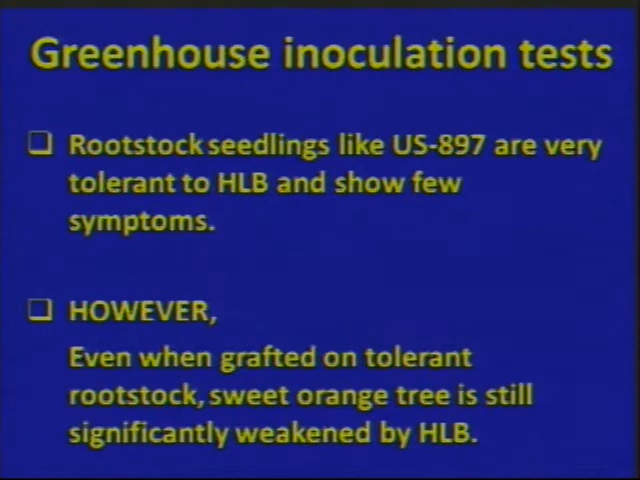 Greenhouse inoculation tests
Rootstock seedlings like US-897 are very
tolerant to HLB and show few
symptoms.
HOWEVER,
Even when grafted on tolerant
rootstock, sweet orange tree is still
significantly weakened by HLB.